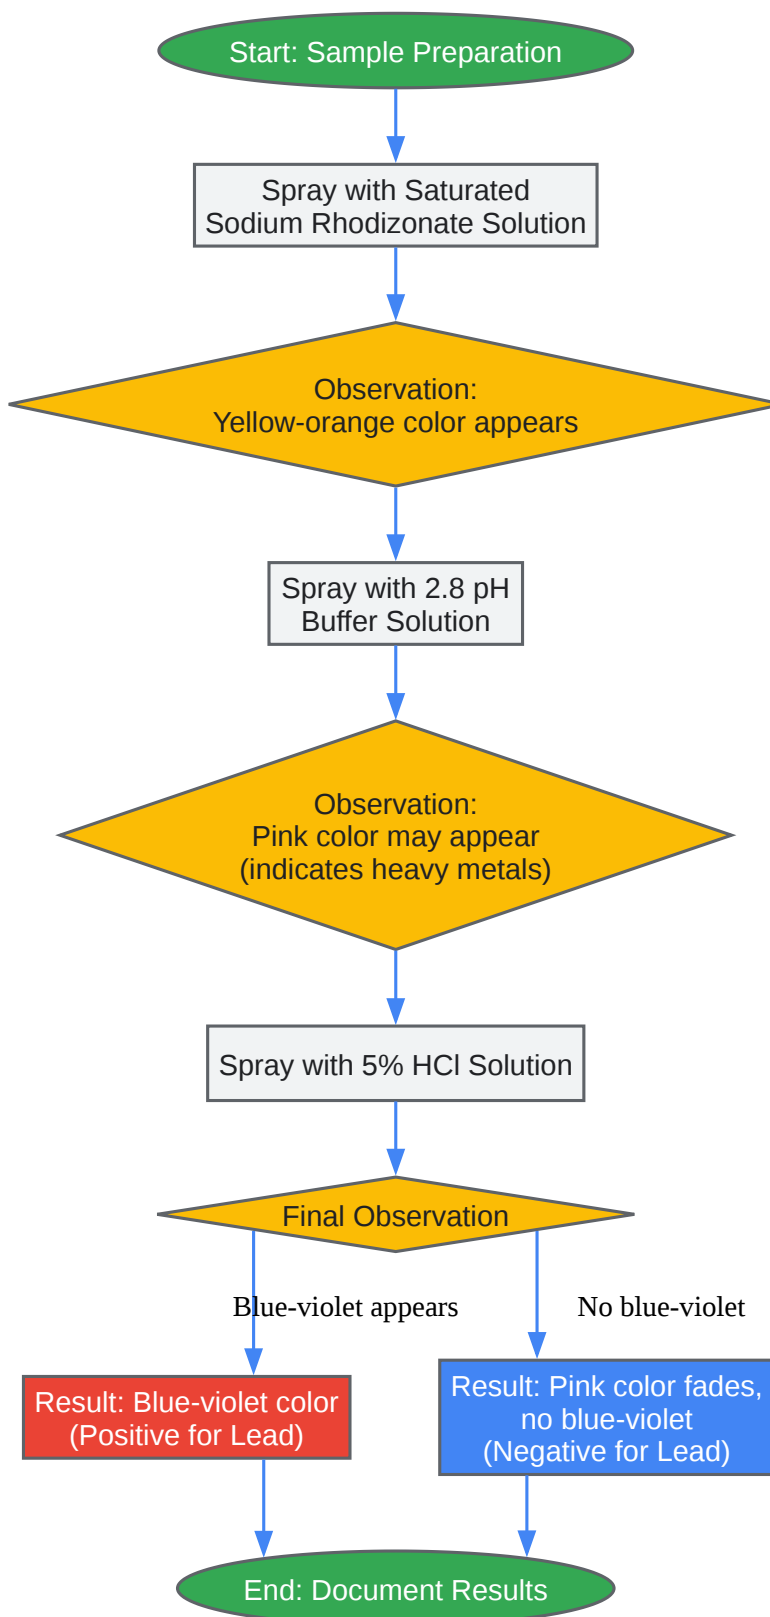 Start: Sample Preparation
Spray with Saturated
Sodium Rhodizonate Solution
Observation:
Yellow-orange color appears
Spray with 2.8 pH
Buffer Solution
Observation:
Pink color may appear
(indicates heavy metals)
Spray with 5% HCl Solution
Final Observation
Blue-violet appears
No blue-violet
Result: Blue-violet color
(Positive for Lead)
Result: Pink color fades,
no blue-violet
(Negative for Lead)
End: Document Results